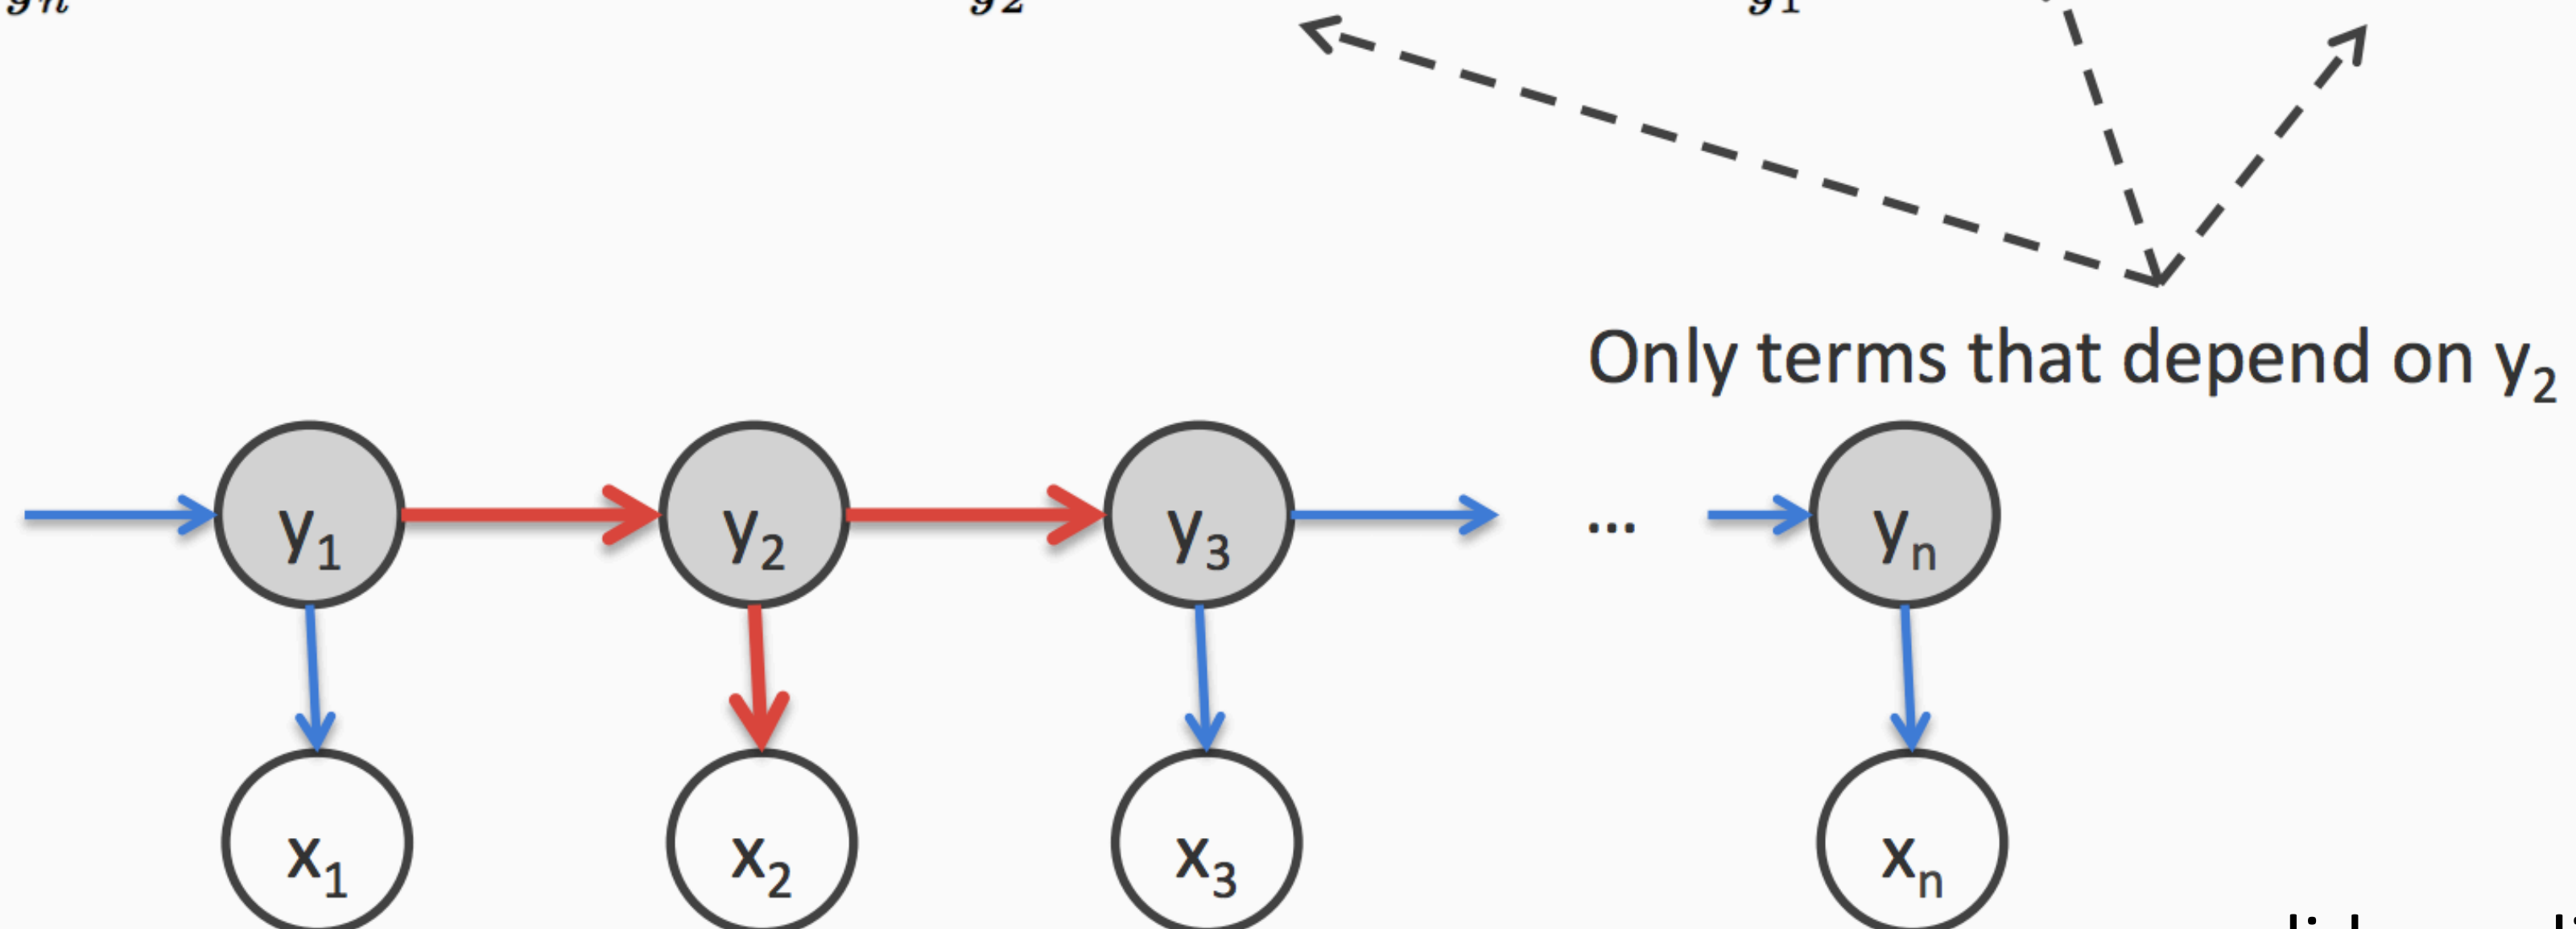 Only terms that depend on y₂
y₁ y₂ y₃ ... yₙ
x₁ x₂ x₃ xₙ